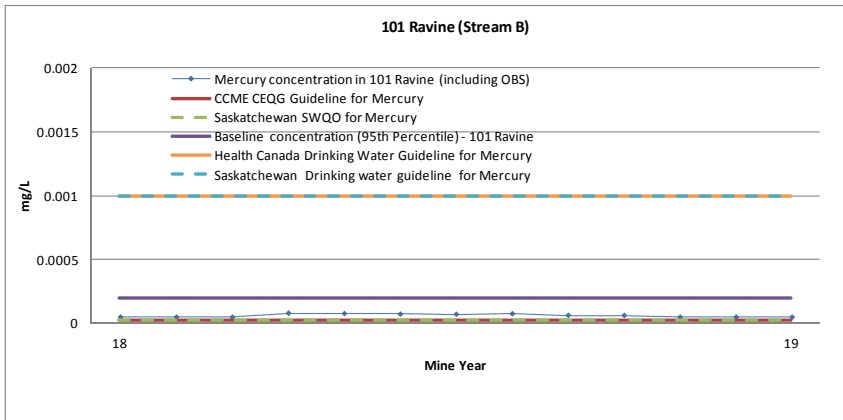 101 Ravine (Stream B)
0.002
0.0015
0.001
0.0005
0
mg/L
Mercury concentration in 101 Ravine (including OBS)
CCME CEQG Guideline for Mercury
Saskatchewan SWQO for Mercury
Baseline concentration (95th Percentile) - 101 Ravine
Health Canada Drinking Water Guideline for Mercury
Saskatchewan Drinking water guideline for Mercury
18
19
Mine Year